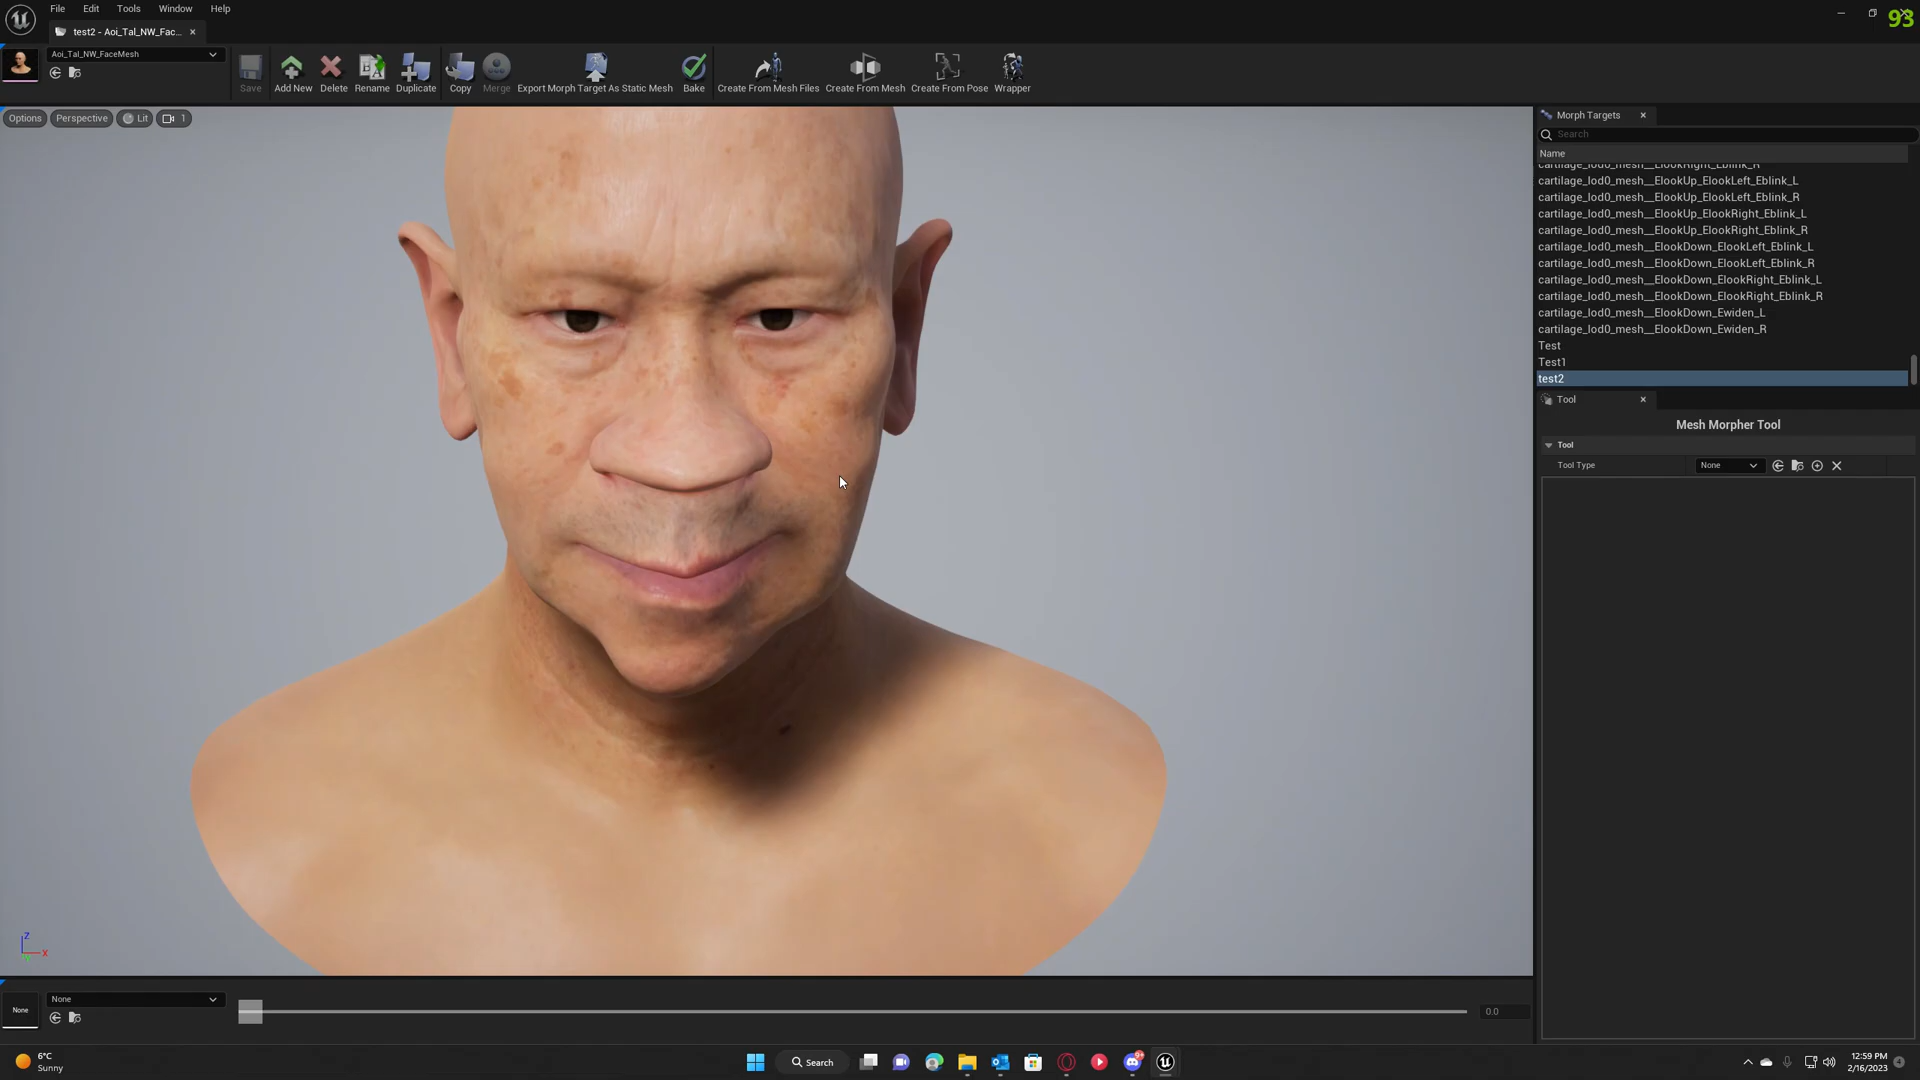 File Edit Tools Window Help
93
test2 - Aoi_Tal_NW_Fac...
Aoi_Tal_NW_FaceMesh
Save Add New Delete Rename Duplicate Copy Merge Export Morph Target As Static Mesh Bake Create From Mesh Files Create From Mesh Create From Pose Wrapper
Options Perspective Lit 1
Morph Targets
Search
Name
cartilage_lod0_mesh__ElookRight_Eblink_R
cartilage_lod0_mesh__ElookUp_ElookLeft_Eblink_L
cartilage_lod0_mesh__ElookUp_ElookLeft_Eblink_R
cartilage_lod0_mesh__ElookUp_ElookRight_Eblink_L
cartilage_lod0_mesh__ElookUp_ElookRight_Eblink_R
cartilage_lod0_mesh__ElookDown_ElookLeft_Eblink_L
cartilage_lod0_mesh__ElookDown_ElookLeft_Eblink_R
cartilage_lod0_mesh__ElookDown_ElookRight_Eblink_L
cartilage_lod0_mesh__ElookDown_ElookRight_Eblink_R
cartilage_lod0_mesh__ElookDown_Ewiden_L
cartilage_lod0_mesh__ElookDown_Ewiden_R
Test
Test1
test2
Tool
Mesh Morpher Tool
Tool
Tool Type None
Z
X
None
None
0.0
6°C
Sunny
Search
9+
12:59 PM
2/16/2023
4